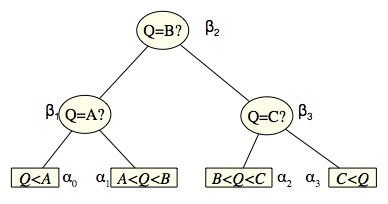 Q=B? β₂
β₁ Q=A? Q=C? β₃
Q<A α₀ α₁ A<Q<B B<Q<C α₂ α₃ C<Q